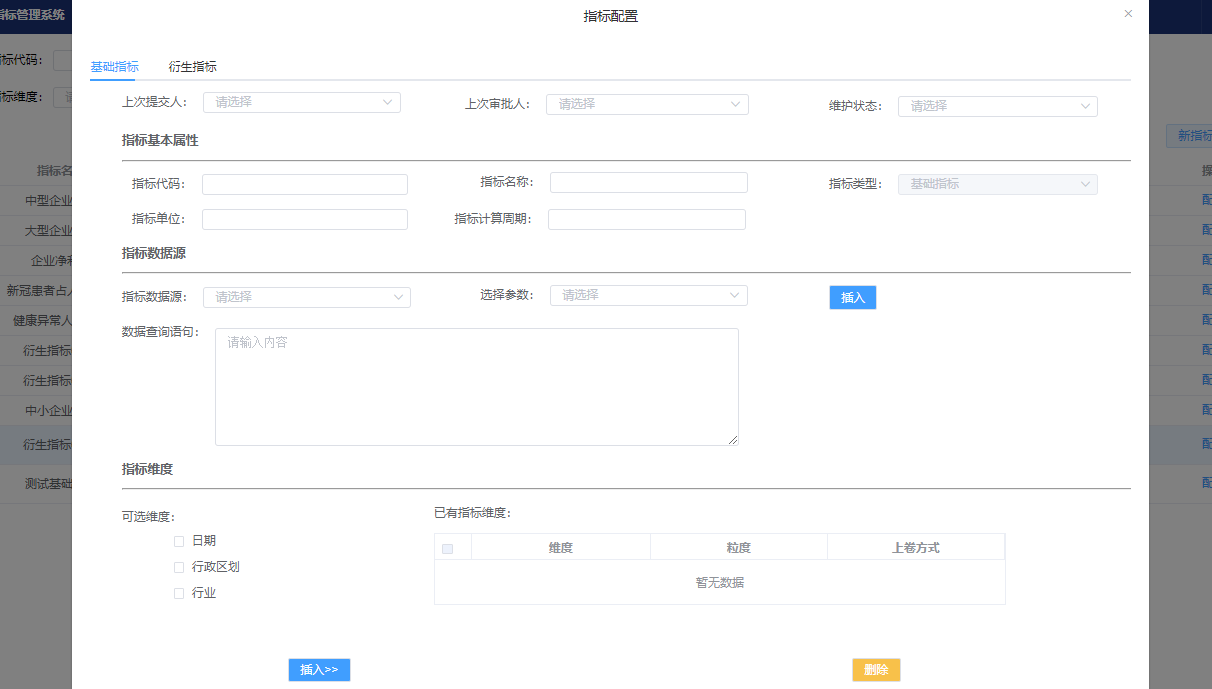 指标管理系统
指标配置
×
标代码:
标维度:
基础指标 衍生指标
上次提交人: 请选择 上次审批人: 请选择 维护状态: 请选择
指标基本属性
新指标
指标代码: 指标名称: 指标类型: 基础指标
指标单位: 指标计算周期:
指标数据源
指标数据源: 请选择 选择参数: 请选择 插入
数据查询语句: 请输入内容
指标维度
可选维度: 已有指标维度:
日期
行政区划
行业
维度 粒度 上卷方式
暂无数据
插入>> 删除
指标名
中型企业
大型企业
企业净
新冠患者占
健康异常人
衍生指标
衍生指标
中小企业
衍生指标
测试基础
配
配
配
配
配
配
配
配
配
配